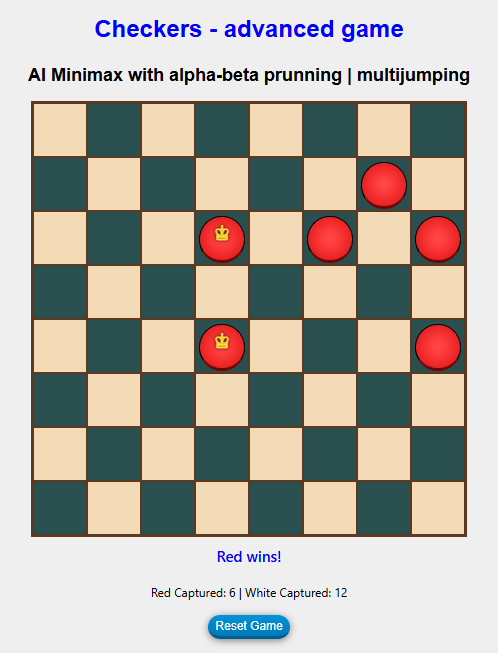 Checkers - advanced game
AI Minimax with alpha-beta prunning | multijumping
Red wins!
Red Captured: 6 | White Captured: 12
Reset Game